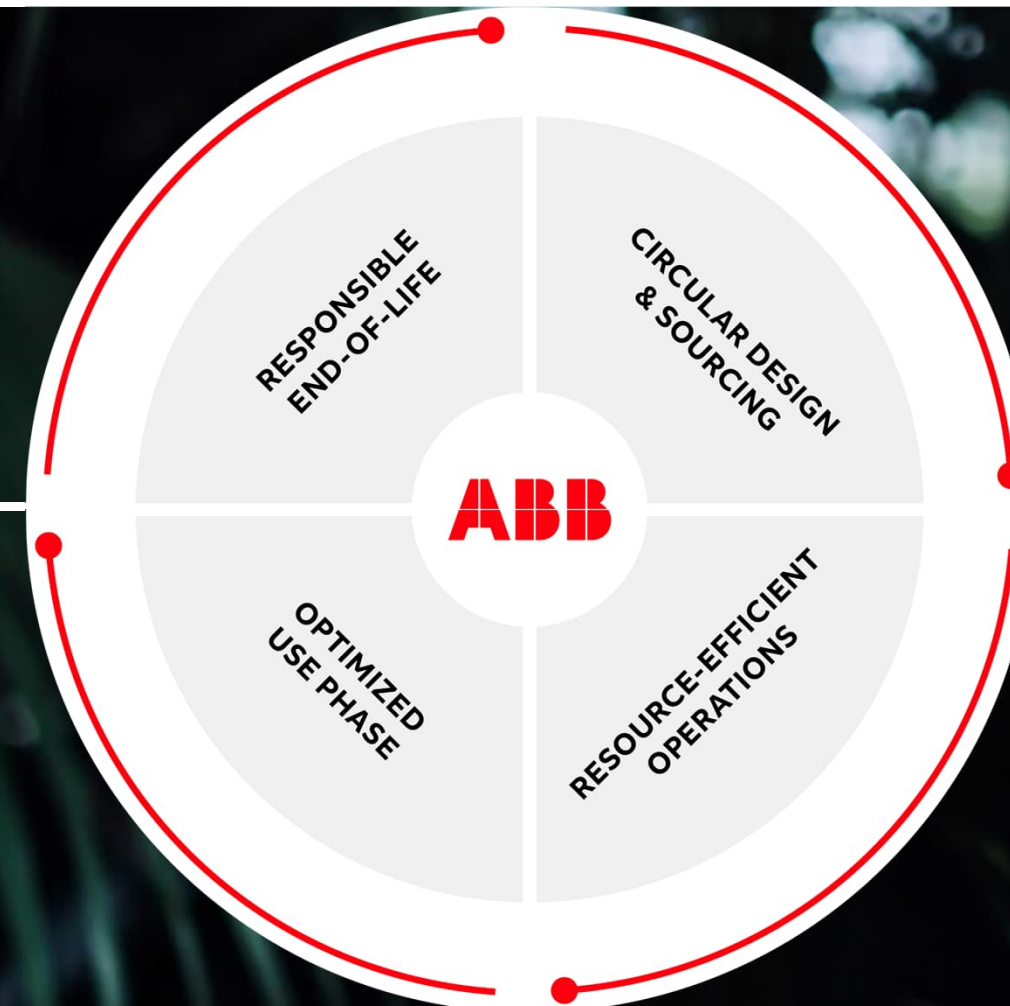 RESPONSIBLE
END-OF-LIFE
CIRCULAR DESIGN
& SOURCING
ABB
OPTIMIZED
USE PHASE
RESOURCE-EFFICIENT
OPERATIONS